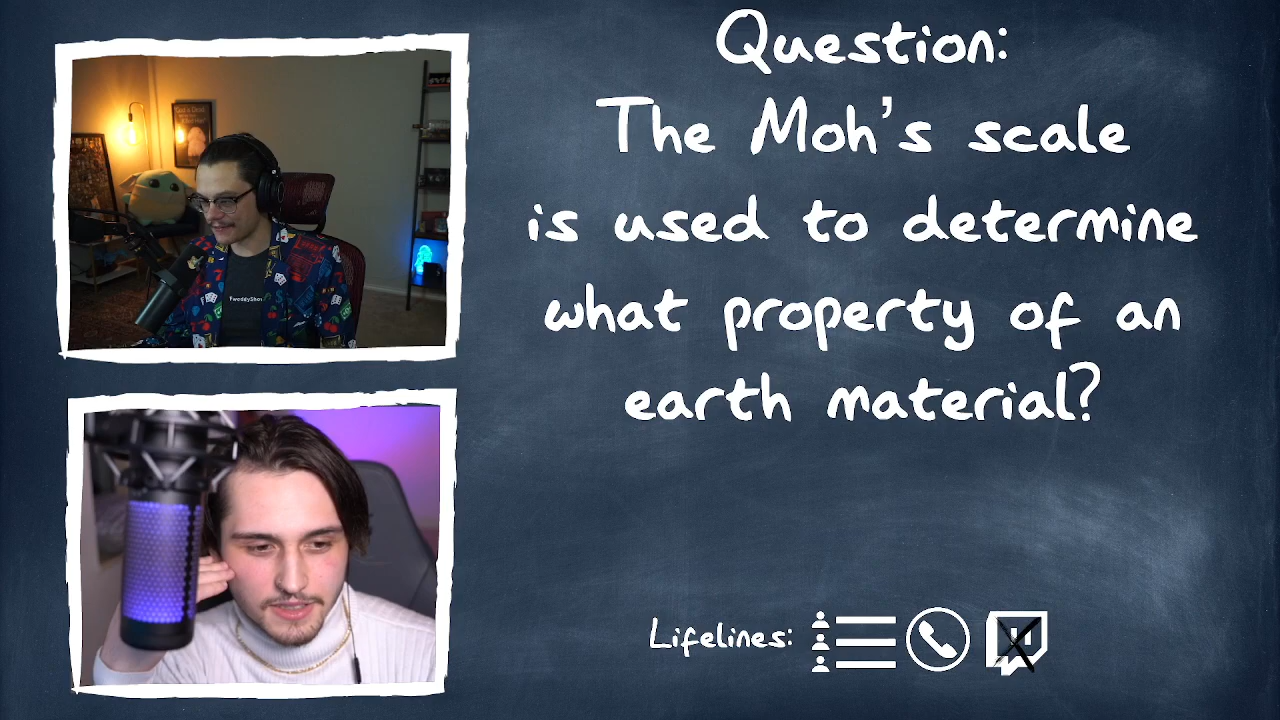 Question:
The Moh's scale
is used to determine
what property of an
earth material?
Lifelines: